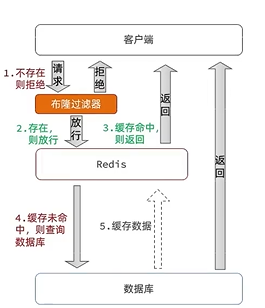 客户端
1.不存在
则拒绝
请求
拒绝
布隆过滤器
2.存在,
则放行
放行
3.缓存命中,
则返回
返回
返回
Redis
4.缓存未命
中,则查询
数据库
5.缓存数据
数据库